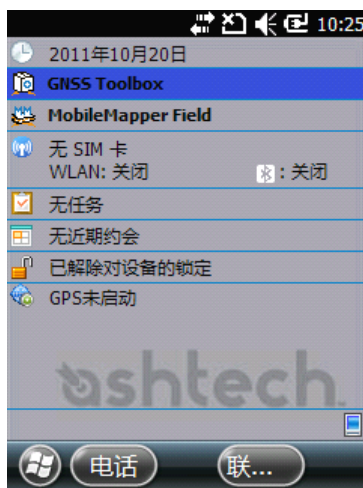 10:25
2011年10月20日
GNSS Toolbox
MobileMapper Field
无 SIM 卡
WLAN: 关闭 : 关闭
无任务
无近期约会
已解除对设备的锁定
GPS未启动
ashtech
电话 联...